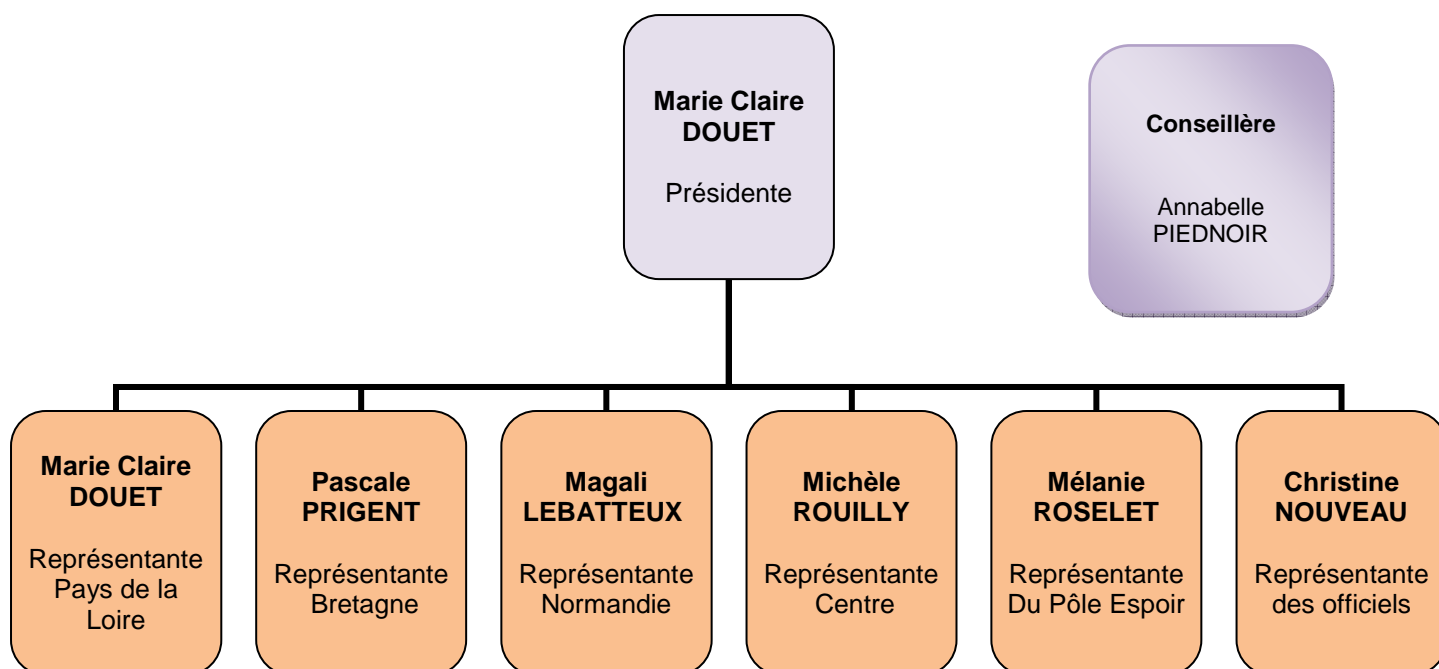 Marie Claire
DOUET
Présidente
Conseillère
Annabelle
PIEDNOIR
Marie Claire
DOUET
Représentante
Pays de la
Loire
Pascale
PRIGENT
Représentante
Bretagne
Magali
LEBATTEUX
Représentante
Normandie
Michèle
ROUILLY
Représentante
Centre
Mélanie
ROSELET
Représentante
Du Pôle Espoir
Christine
NOUVEAU
Représentante
des officiels